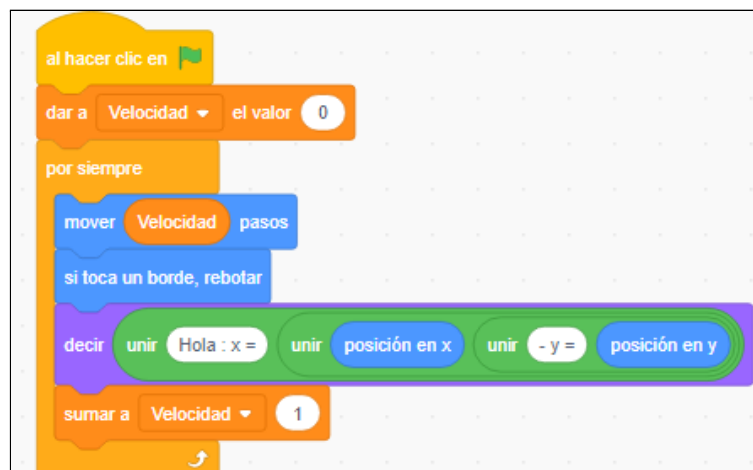 al hacer clic en
dar a Velocidad el valor 0
por siempre
mover Velocidad pasos
si toca un borde, rebotar
decir unir Hola : x = unir posición en x unir - y = posición en y
sumar a Velocidad 1